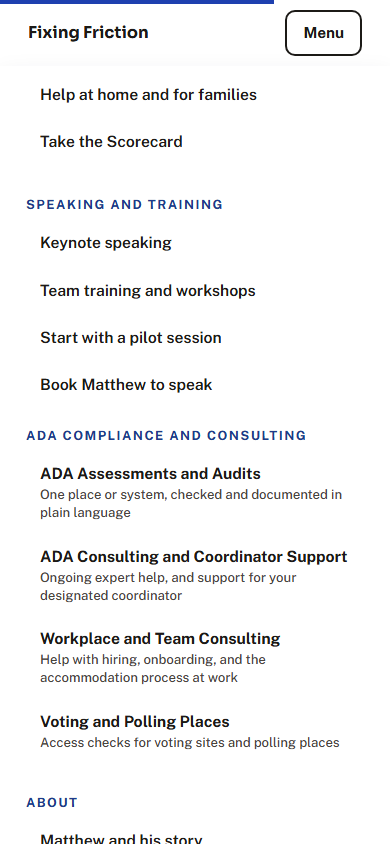 Fixing Friction
Menu
Help at home and for families
Take the Scorecard
SPEAKING AND TRAINING
Keynote speaking
Team training and workshops
Start with a pilot session
Book Matthew to speak
ADA COMPLIANCE AND CONSULTING
ADA Assessments and Audits
One place or system, checked and documented in
plain language
ADA Consulting and Coordinator Support
Ongoing expert help, and support for your
designated coordinator
Workplace and Team Consulting
Help with hiring, onboarding, and the
accommodation process at work
Voting and Polling Places
Access checks for voting sites and polling places
ABOUT
Matthew and his story